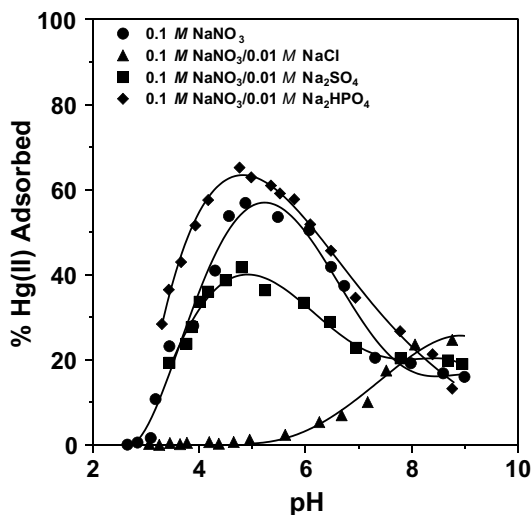 100
80
60
40
20
0
% Hg(II) Adsorbed
0.1 M NaNO₃
0.1 M NaNO₃/0.01 M NaCl
0.1 M NaNO₃/0.01 M Na₂SO₄
0.1 M NaNO₃/0.01 M Na₂HPO₄
2 4 6 8 10
pH